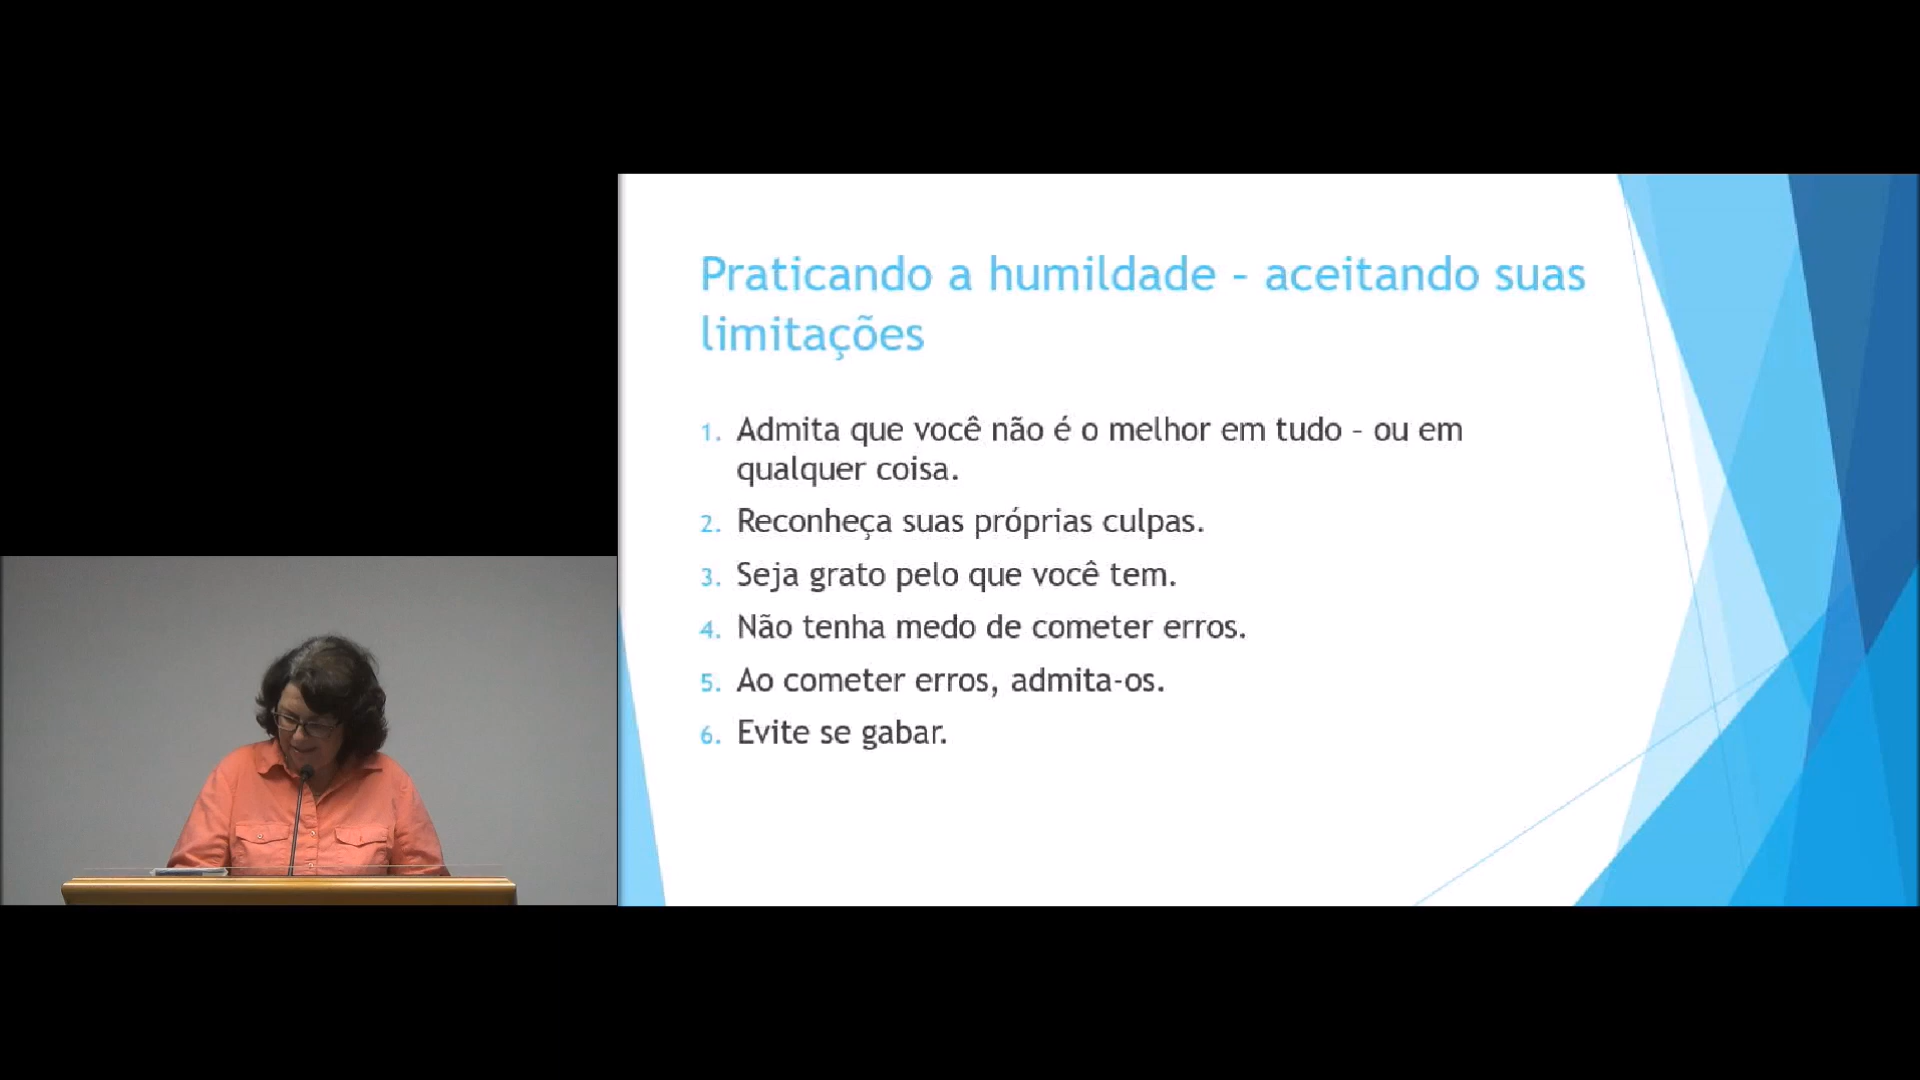 Praticando a humildade – aceitando suas
limitações
1. Admita que você não é o melhor em tudo – ou em
qualquer coisa.
2. Reconheça suas próprias culpas.
3. Seja grato pelo que você tem.
4. Não tenha medo de cometer erros.
5. Ao cometer erros, admita-os.
6. Evite se gabar.